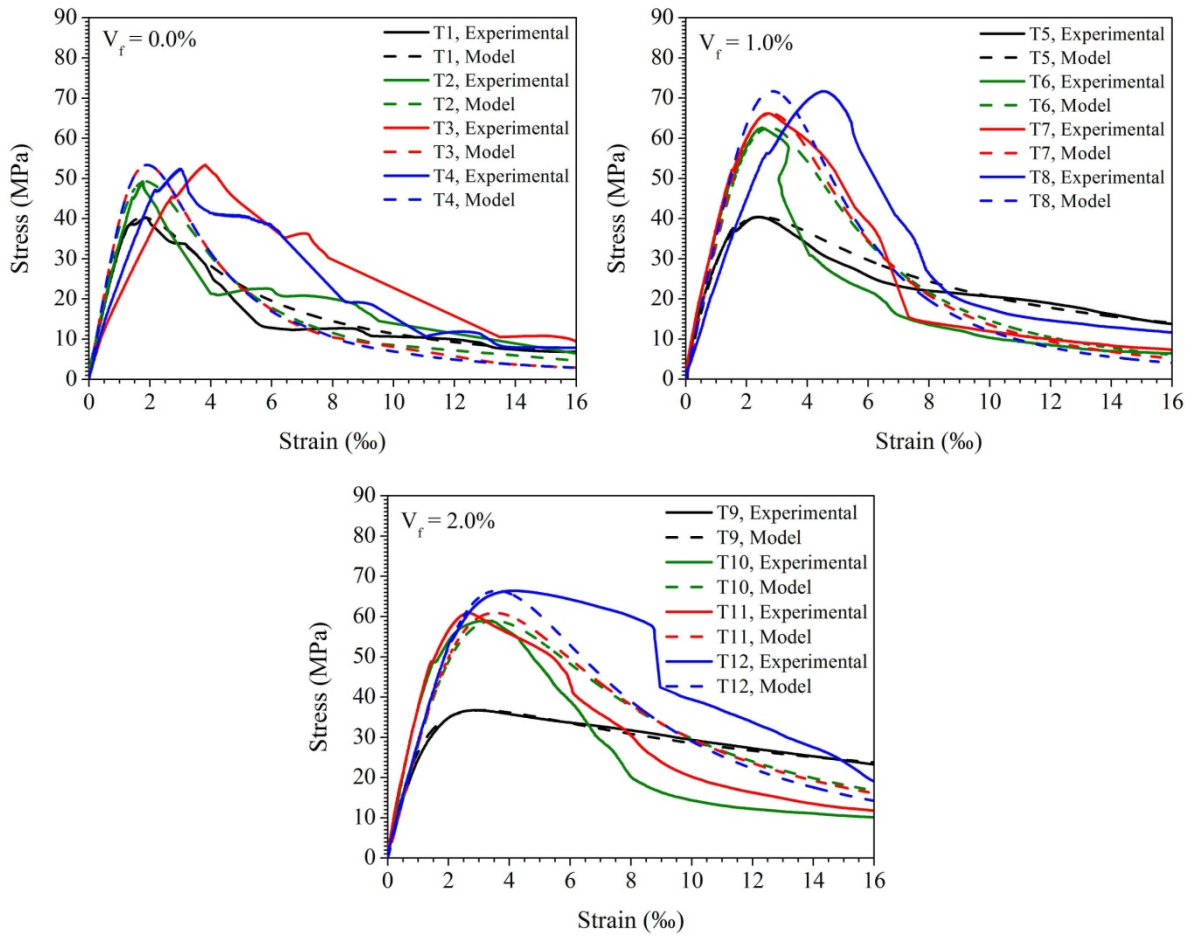 90
80
70
60
50
40
30
20
10
0
Stress (MPa)
V_f = 0.0%
T1, Experimental
T1, Model
T2, Experimental
T2, Model
T3, Experimental
T3, Model
T4, Experimental
T4, Model
0 2 4 6 8 10 12 14 16
Strain (‰)
90
80
70
60
50
40
30
20
10
0
Stress (MPa)
V_f = 1.0%
T5, Experimental
T5, Model
T6, Experimental
T6, Model
T7, Experimental
T7, Model
T8, Experimental
T8, Model
0 2 4 6 8 10 12 14 16
Strain (‰)
90
80
70
60
50
40
30
20
10
0
Stress (MPa)
V_f = 2.0%
T9, Experimental
T9, Model
T10, Experimental
T10, Model
T11, Experimental
T11, Model
T12, Experimental
T12, Model
0 2 4 6 8 10 12 14 16
Strain (‰)